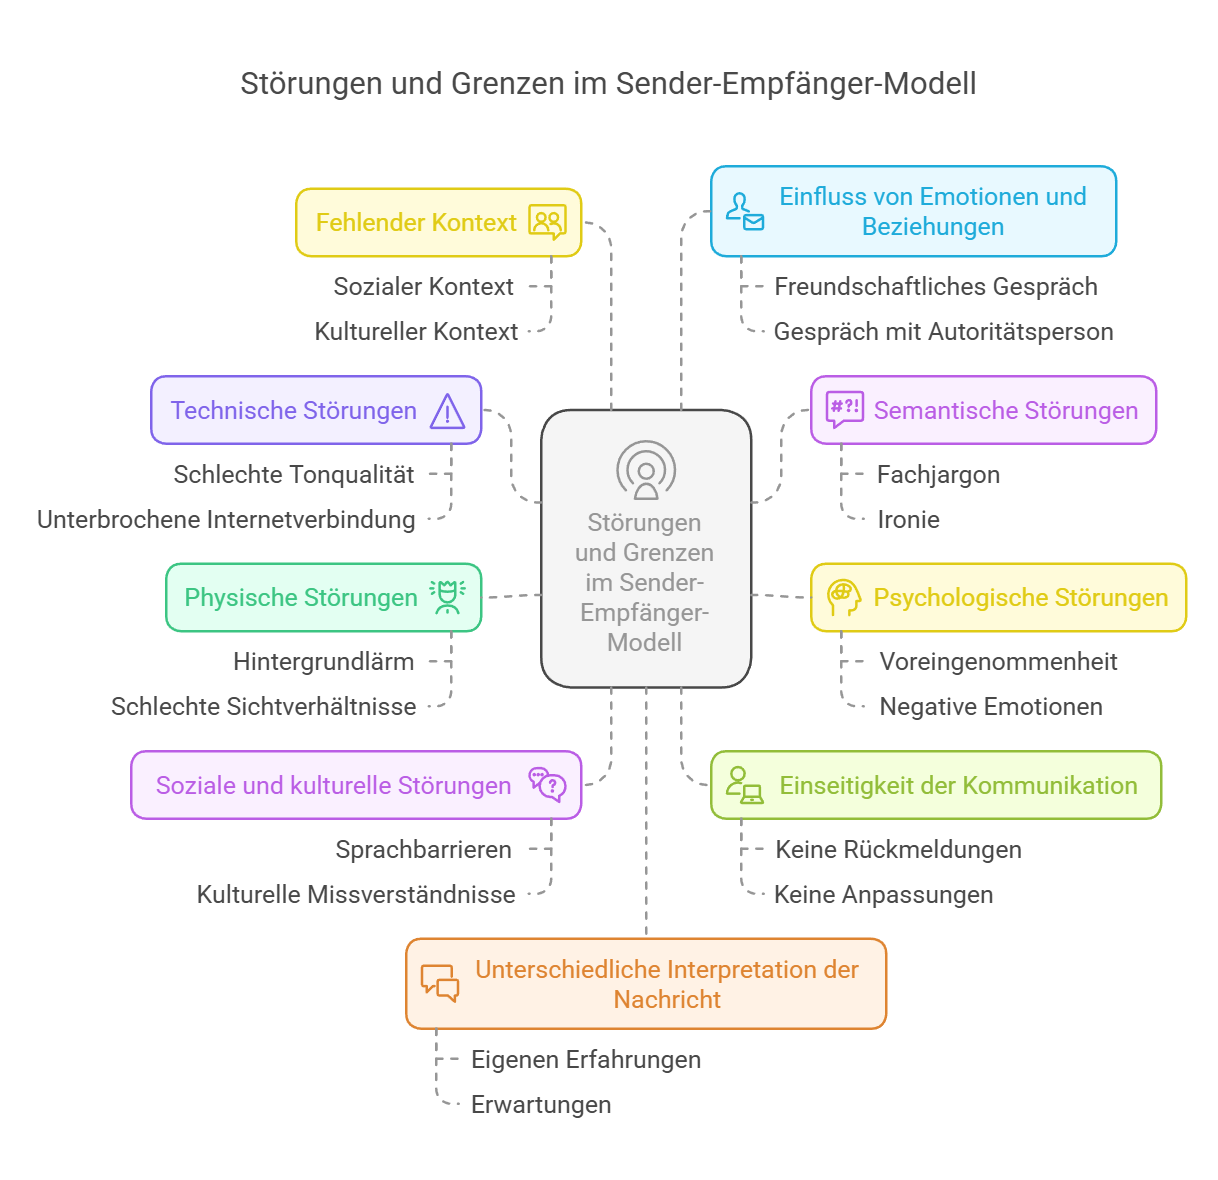 Störungen und Grenzen im Sender-Empfänger-Modell
Fehlender Kontext
Sozialer Kontext
Kultureller Kontext
Einfluss von Emotionen und
Beziehungen
Freundschaftliches Gespräch
Gespräch mit Autoritätsperson
Technische Störungen
Schlechte Tonqualität
Unterbrochene Internetverbindung
#?!
Semantische Störungen
Fachjargon
Ironie
Störungen
und Grenzen
im Sender-
Empfänger-
Modell
Physische Störungen
Hintergrundlärm
Schlechte Sichtverhältnisse
Psychologische Störungen
Voreingenommenheit
Negative Emotionen
Soziale und kulturelle Störungen
Sprachbarrieren
Kulturelle Missverständnisse
Einseitigkeit der Kommunikation
Keine Rückmeldungen
Keine Anpassungen
Unterschiedliche Interpretation der
Nachricht
Eigenen Erfahrungen
Erwartungen